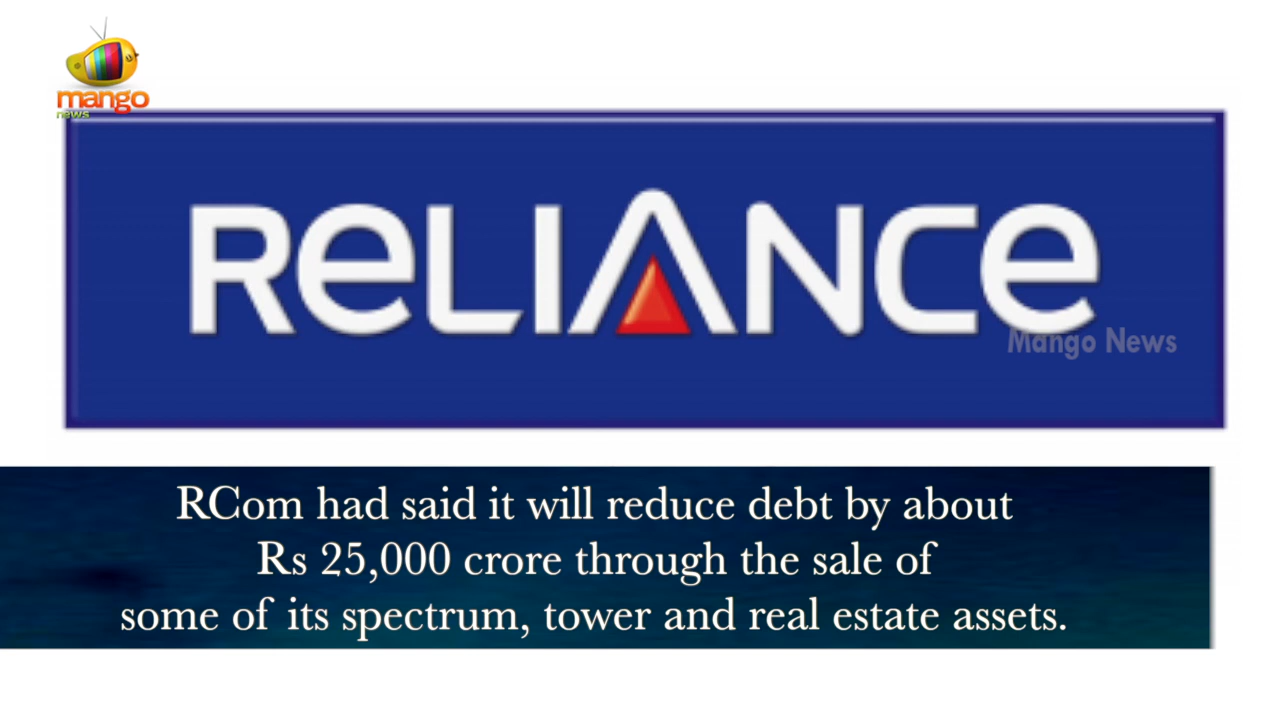 mango
news
ReLIANCe
Mango News
RCom had said it will reduce debt by about
Rs 25,000 crore through the sale of
some of its spectrum, tower and real estate assets.